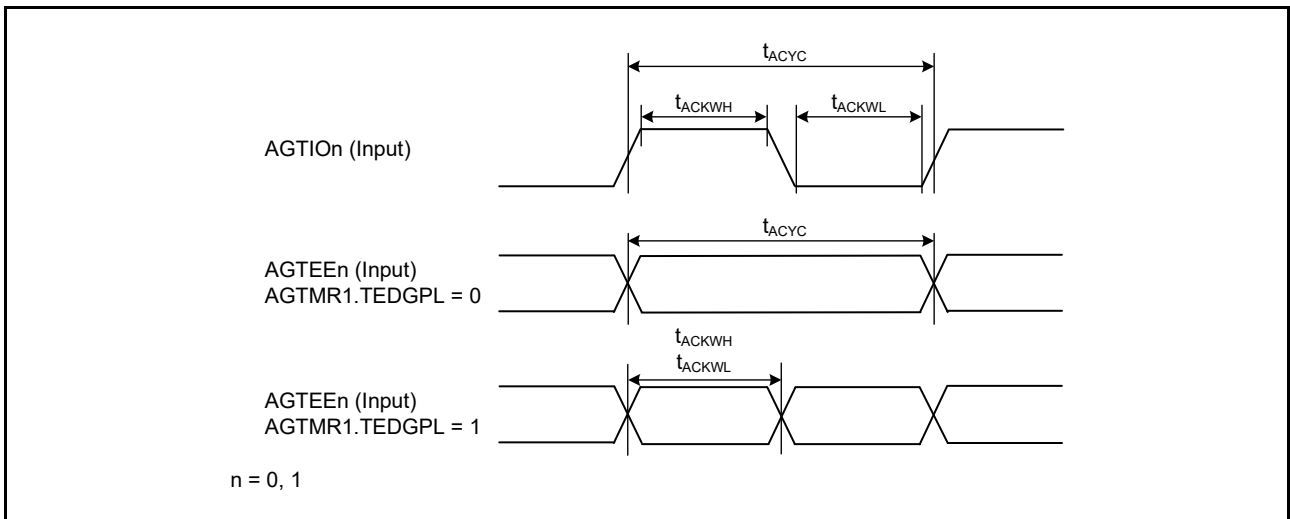 tACYC
tACKWH
tACKWL
AGTIOn (Input)
tACYC
AGTEEn (Input)
AGTMR1.TEDGPL = 0
tACKWH
tACKWL
AGTEEn (Input)
AGTMR1.TEDGPL = 1
n = 0, 1